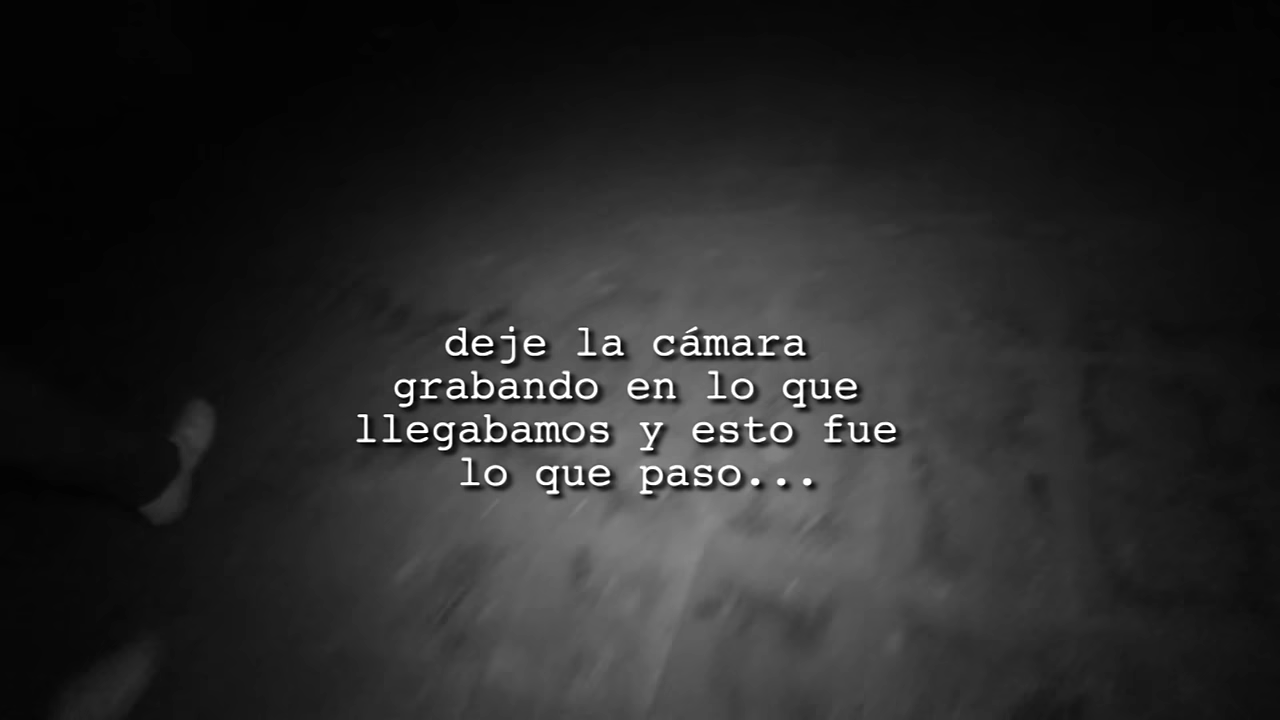 deje la cámara
grabando en lo que
llegabamos y esto fue
lo que paso...